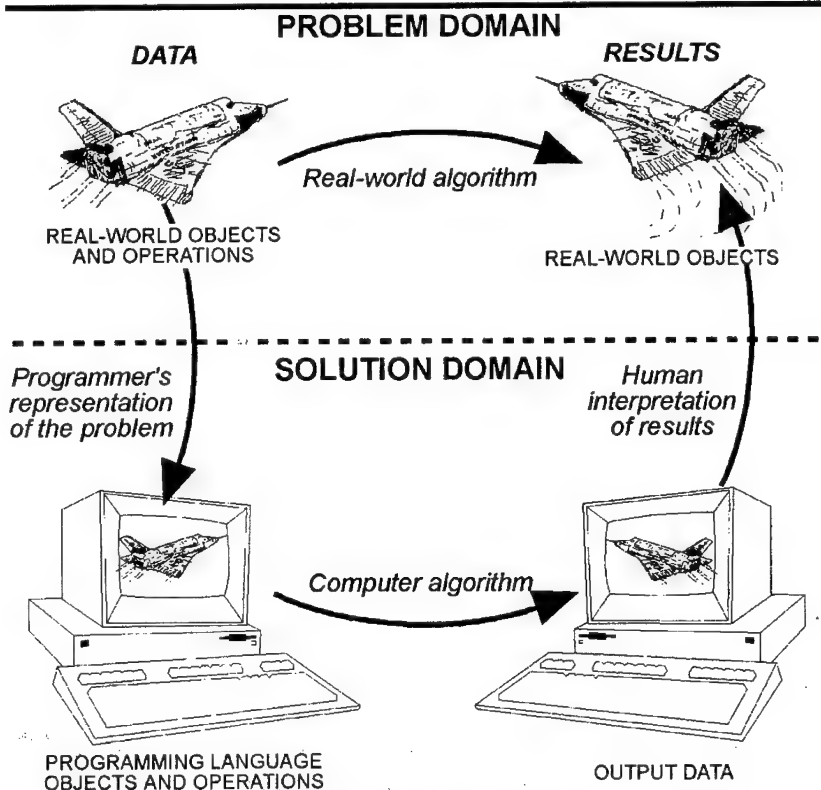 PROBLEM DOMAIN
DATA
RESULTS
Real-world algorithm
REAL-WORLD OBJECTS
AND OPERATIONS
REAL-WORLD OBJECTS
SOLUTION DOMAIN
Programmer's
representation
of the problem
Human
interpretation
of results
Computer algorithm
PROGRAMMING LANGUAGE
OBJECTS AND OPERATIONS
OUTPUT DATA